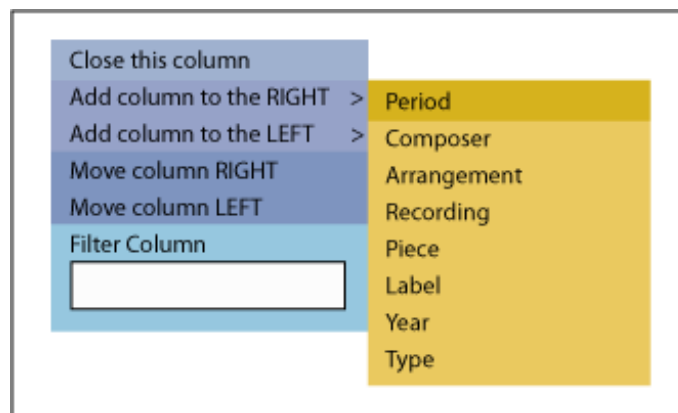 Close this column
Add column to the RIGHT >
Add column to the LEFT >
Move column RIGHT
Move column LEFT
Filter Column
Period
Composer
Arrangement
Recording
Piece
Label
Year
Type